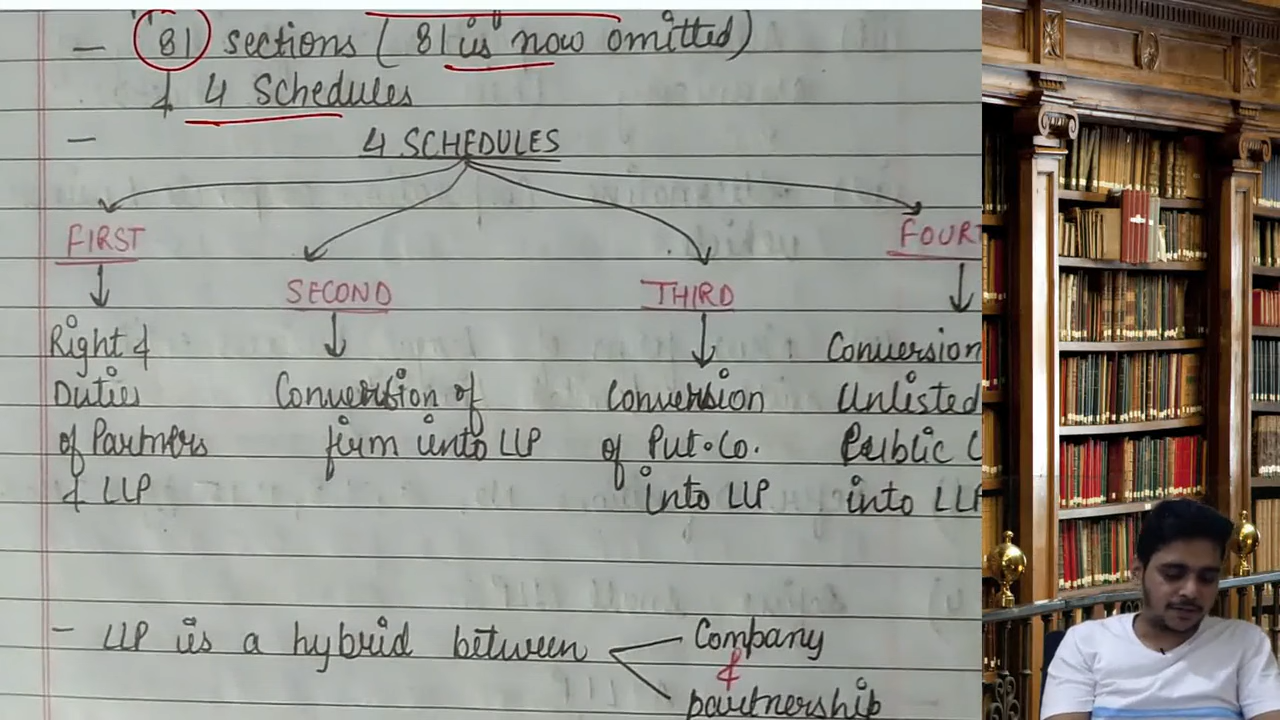 — 81 sections ( 81 is now omitted)
& 4 Schedules
— 4 SCHEDULES
FIRST
SECOND
THIRD
FOURT
Right &
Duties
of Partners
& LLP
Conversion of
firm into LLP
Conversion
of Put. Co.
into LLP
Conversion
Unlisted
Public C
into LLP
— LLP is a hybrid between
Company
&
partnership